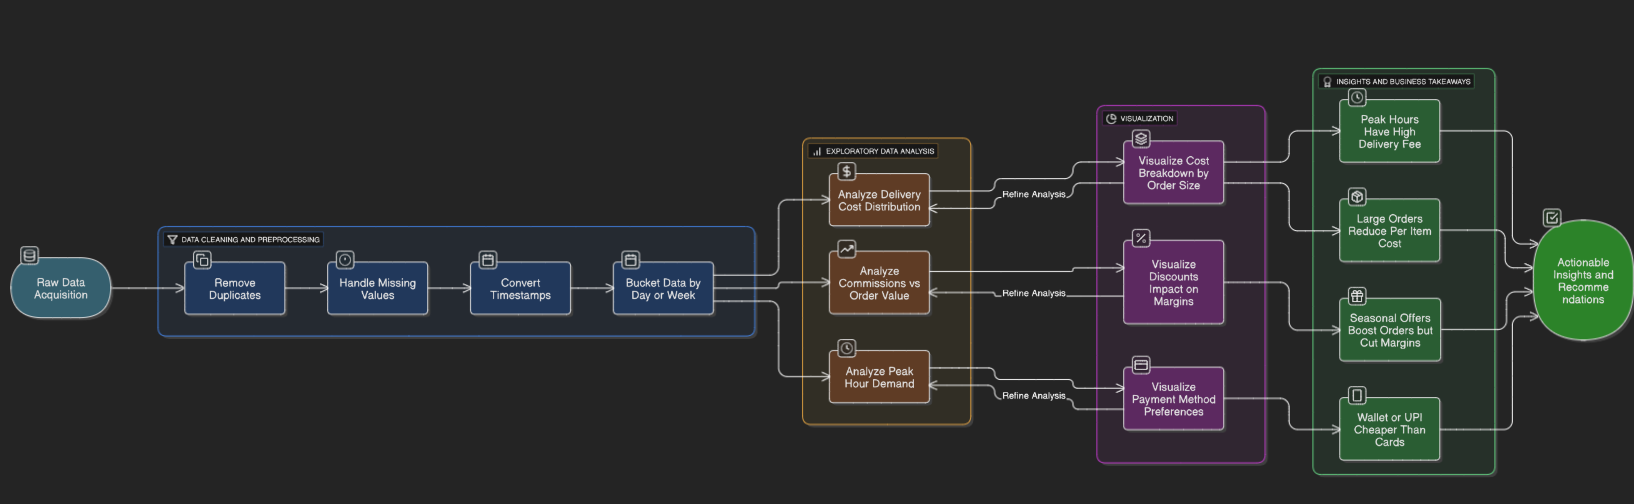 Raw Data
Acquisition
DATA CLEANING AND PREPROCESSING
Remove
Duplicates
Handle Missing
Values
Convert
Timestamps
Bucket Data by
Day or Week
EXPLORATORY DATA ANALYSIS
Analyze Delivery
Cost Distribution
Analyze
Commissions vs
Order Value
Analyze Peak
Hour Demand
Refine Analysis
Refine Analysis
Refine Analysis
VISUALIZATION
Visualize Cost
Breakdown by
Order Size
Visualize
Discounts
Impact on
Margins
Visualize
Payment Method
Preferences
INSIGHTS AND BUSINESS TAKEAWAYS
Peak Hours
Have High
Delivery Fee
Large Orders
Reduce Per Item
Cost
Seasonal Offers
Boost Orders but
Cut Margins
Wallet or UPI
Cheaper Than
Cards
Actionable
Insights and
Recomme
ndations